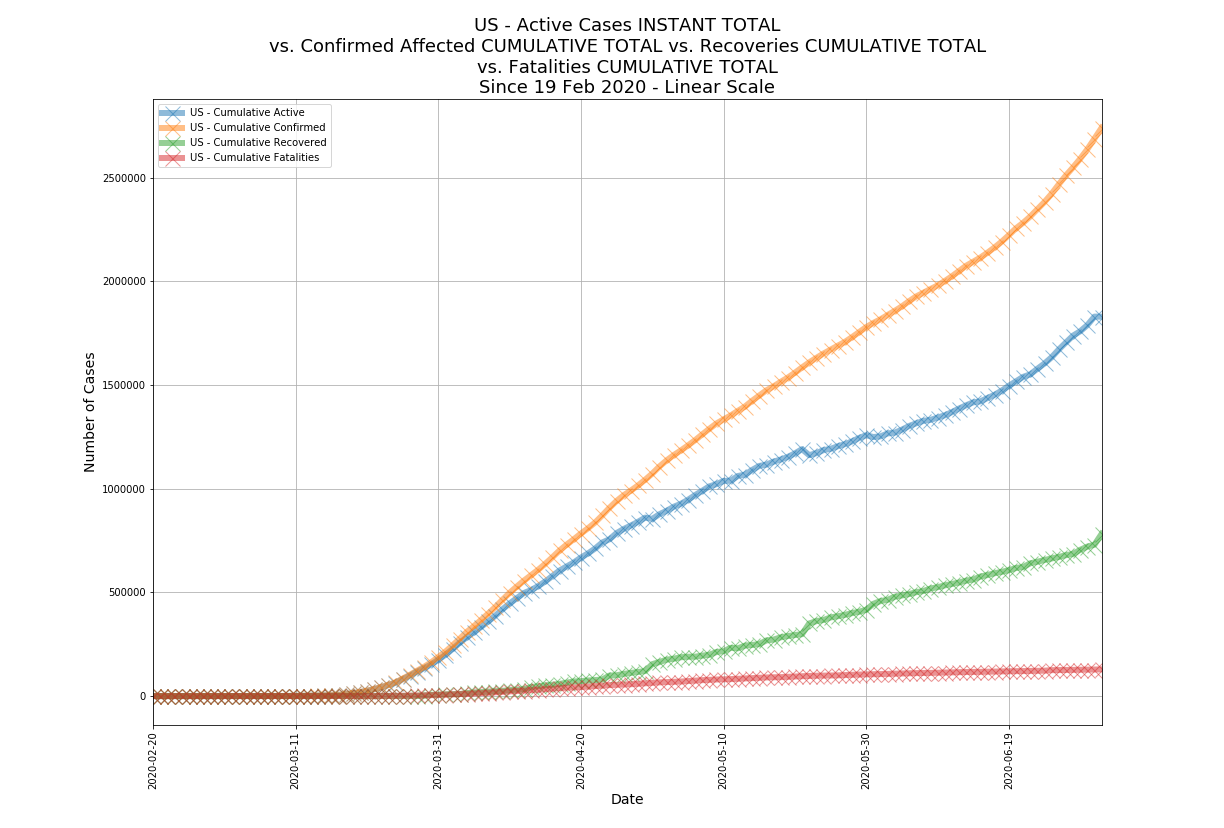 US - Active Cases INSTANT TOTAL
vs. Confirmed Affected CUMULATIVE TOTAL vs. Recoveries CUMULATIVE TOTAL
vs. Fatalities CUMULATIVE TOTAL
Since 19 Feb 2020 - Linear Scale
US - Cumulative Active
US - Cumulative Confirmed
US - Cumulative Recovered
US - Cumulative Fatalities
Number of Cases
2500000
2000000
1500000
1000000
500000
0
2020-02-20
2020-03-11
2020-03-31
2020-04-20
2020-05-10
2020-05-30
2020-06-19
Date